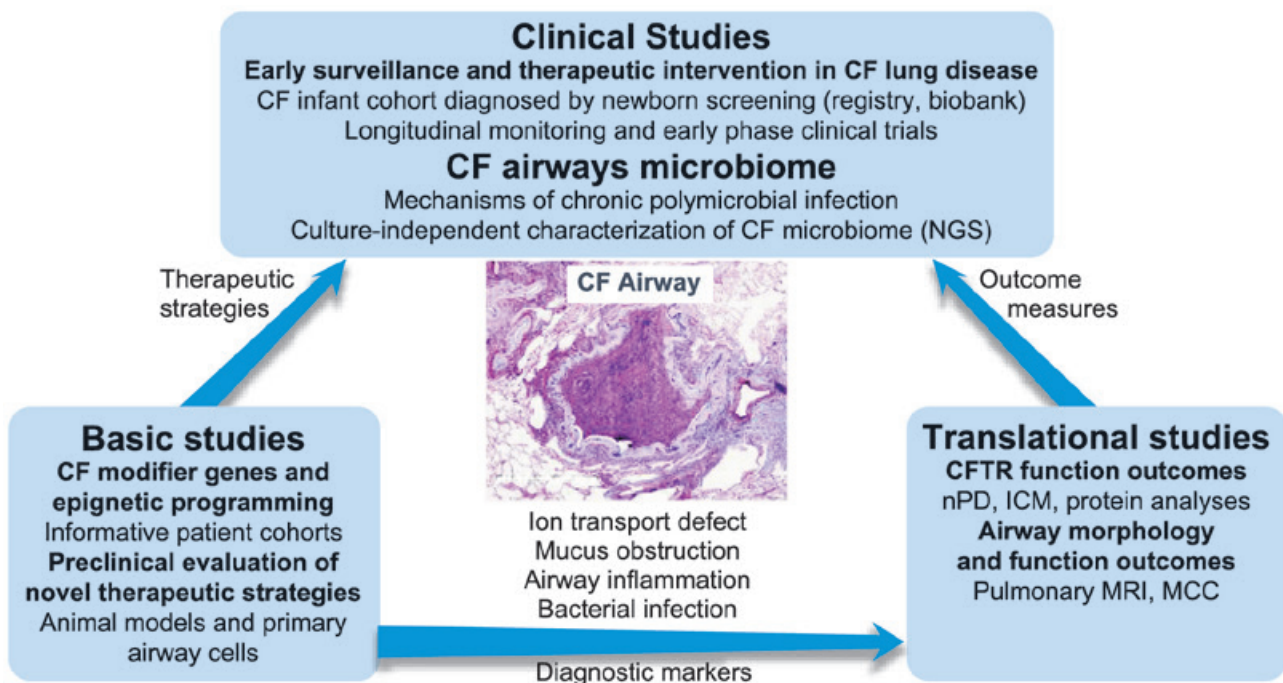 Clinical Studies
Early surveillance and therapeutic intervention in CF lung disease
CF infant cohort diagnosed by newborn screening (registry, biobank)
Longitudinal monitoring and early phase clinical trials
CF airways microbiome
Mechanisms of chronic polymicrobial infection
Culture-independent characterization of CF microbiome (NGS)
Therapeutic
strategies
CF Airway
Outcome
measures
Basic studies
CF modifier genes and
epignetic programming
Informative patient cohorts
Preclinical evaluation of
novel therapeutic strategies
Animal models and primary
airway cells
Ion transport defect
Mucus obstruction
Airway inflammation
Bacterial infection
Translational studies
CFTR function outcomes
nPD, ICM, protein analyses
Airway morphology
and function outcomes
Pulmonary MRI, MCC
Diagnostic markers